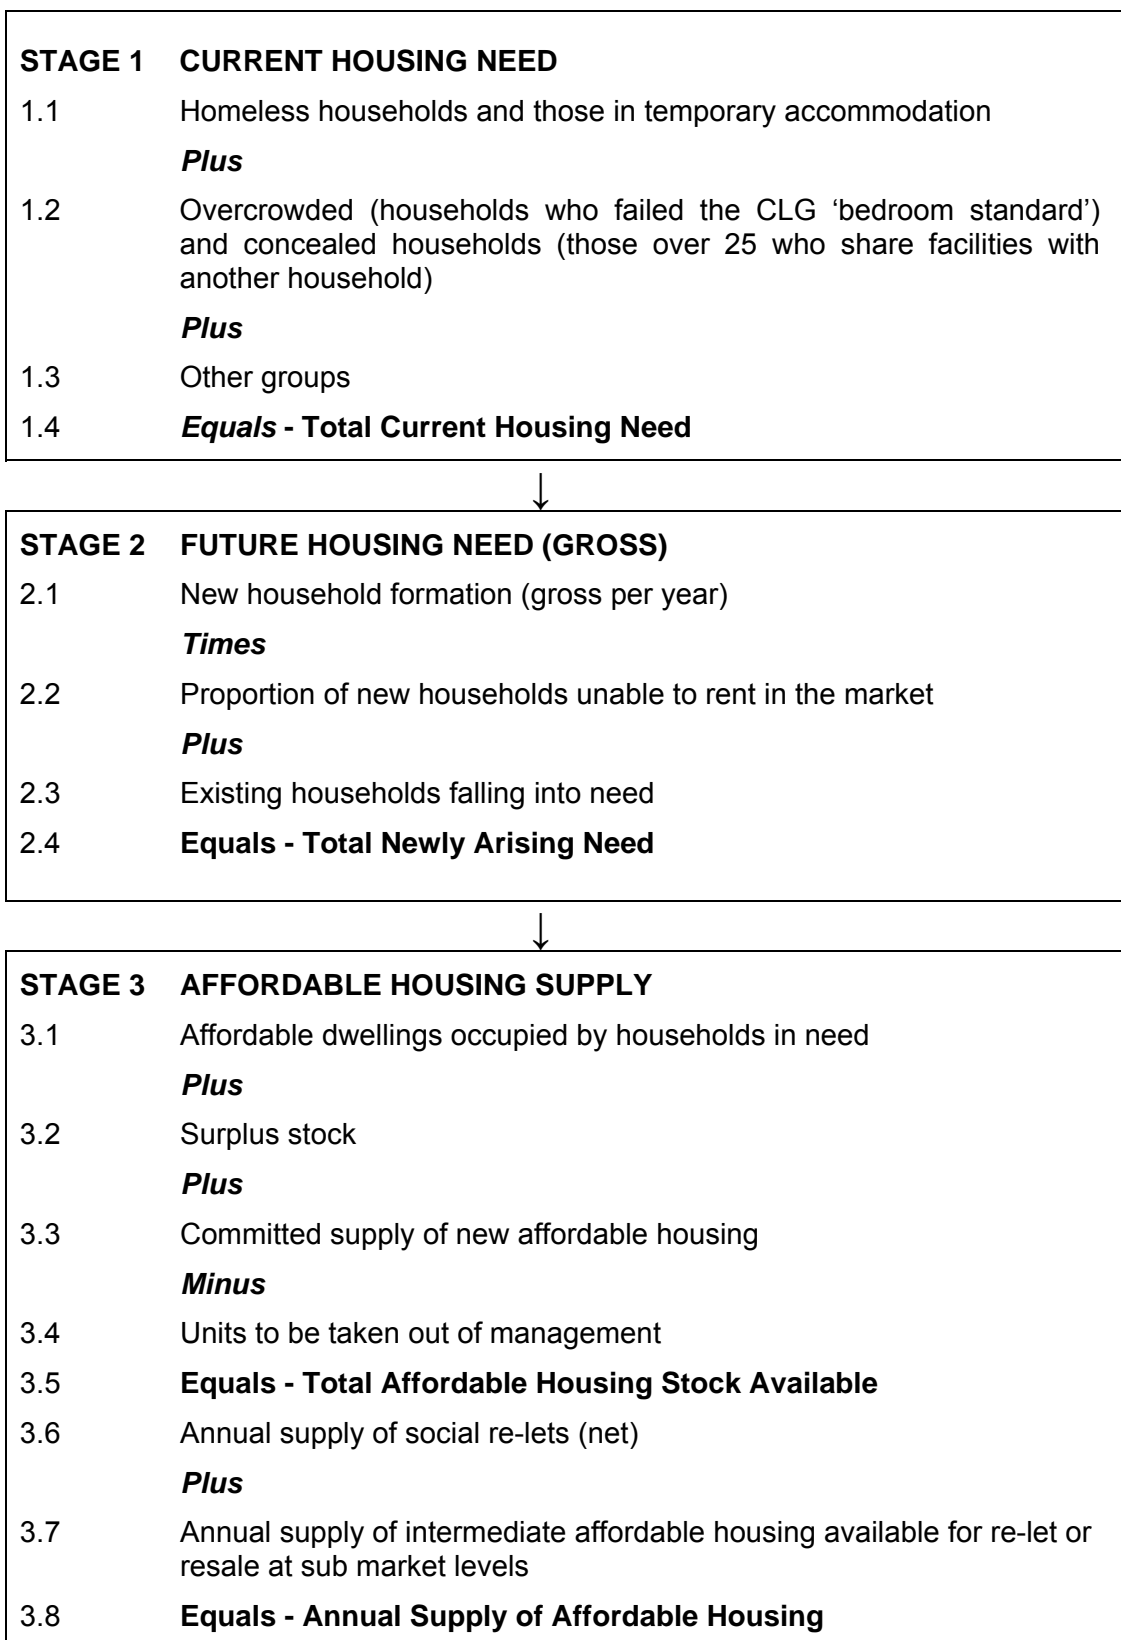 STAGE 1 CURRENT HOUSING NEED
1.1 Homeless households and those in temporary accommodation
Plus
1.2 Overcrowded (households who failed the CLG ‘bedroom standard’)
and concealed households (those over 25 who share facilities with
another household)
Plus
1.3 Other groups
1.4 Equals - Total Current Housing Need
↓
STAGE 2 FUTURE HOUSING NEED (GROSS)
2.1 New household formation (gross per year)
Times
2.2 Proportion of new households unable to rent in the market
Plus
2.3 Existing households falling into need
2.4 Equals - Total Newly Arising Need
↓
STAGE 3 AFFORDABLE HOUSING SUPPLY
3.1 Affordable dwellings occupied by households in need
Plus
3.2 Surplus stock
Plus
3.3 Committed supply of new affordable housing
Minus
3.4 Units to be taken out of management
3.5 Equals - Total Affordable Housing Stock Available
3.6 Annual supply of social re-lets (net)
Plus
3.7 Annual supply of intermediate affordable housing available for re-let or
resale at sub market levels
3.8 Equals - Annual Supply of Affordable Housing